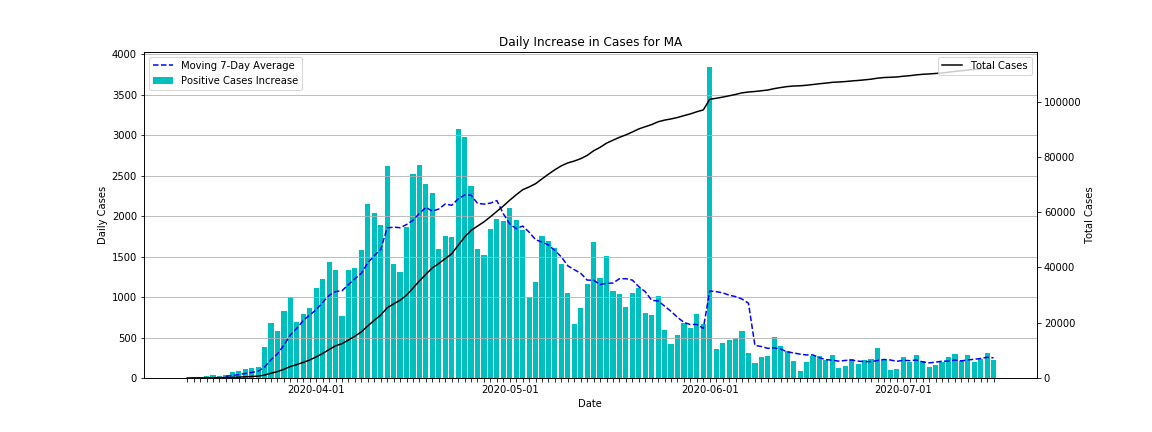 Daily Increase in Cases for MA
Moving 7-Day Average
Positive Cases Increase
Total Cases
4000
3500
3000
2500
2000
1500
1000
500
0
Daily Cases
100000
80000
60000
40000
20000
0
Total Cases
2020-04-01
2020-05-01
2020-06-01
2020-07-01
Date